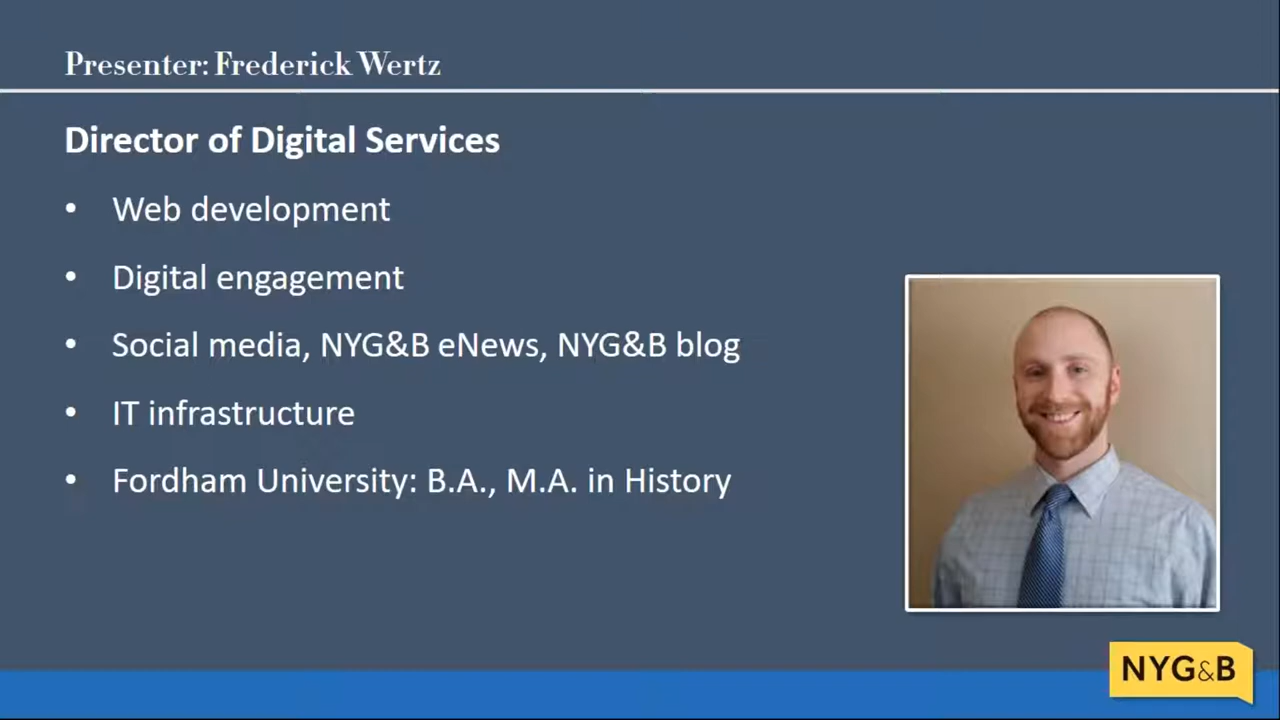 Presenter: Frederick Wertz
Director of Digital Services
• Web development
• Digital engagement
• Social media, NYG&B eNews, NYG&B blog
• IT infrastructure
• Fordham University: B.A., M.A. in History
NYG&B